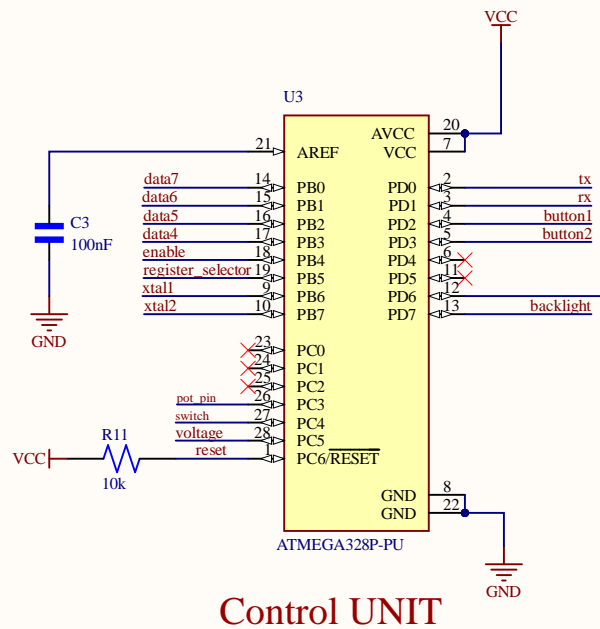 VCC
U3
21 AREF
AVCC 20
VCC 7
data7 14 PB0
data6 15 PB1
data5 16 PB2
data4 17 PB3
enable 18 PB4
register_selector 19 PB5
xtal1 9 PB6
xtal2 10 PB7
PD0 2 tx
PD1 3 rx
PD2 4 button1
PD3 5 button2
PD4 6
PD5 11
PD6 12
PD7 13 backlight
C3
100nF
GND
23 PC0
24 PC1
25 PC2
pot_pin 26 PC3
switch 27 PC4
voltage 28 PC5
reset 1 PC6/RESET
VCC
R11
10k
GND 8
GND 22
ATMEGA328P-PU
GND
Control UNIT